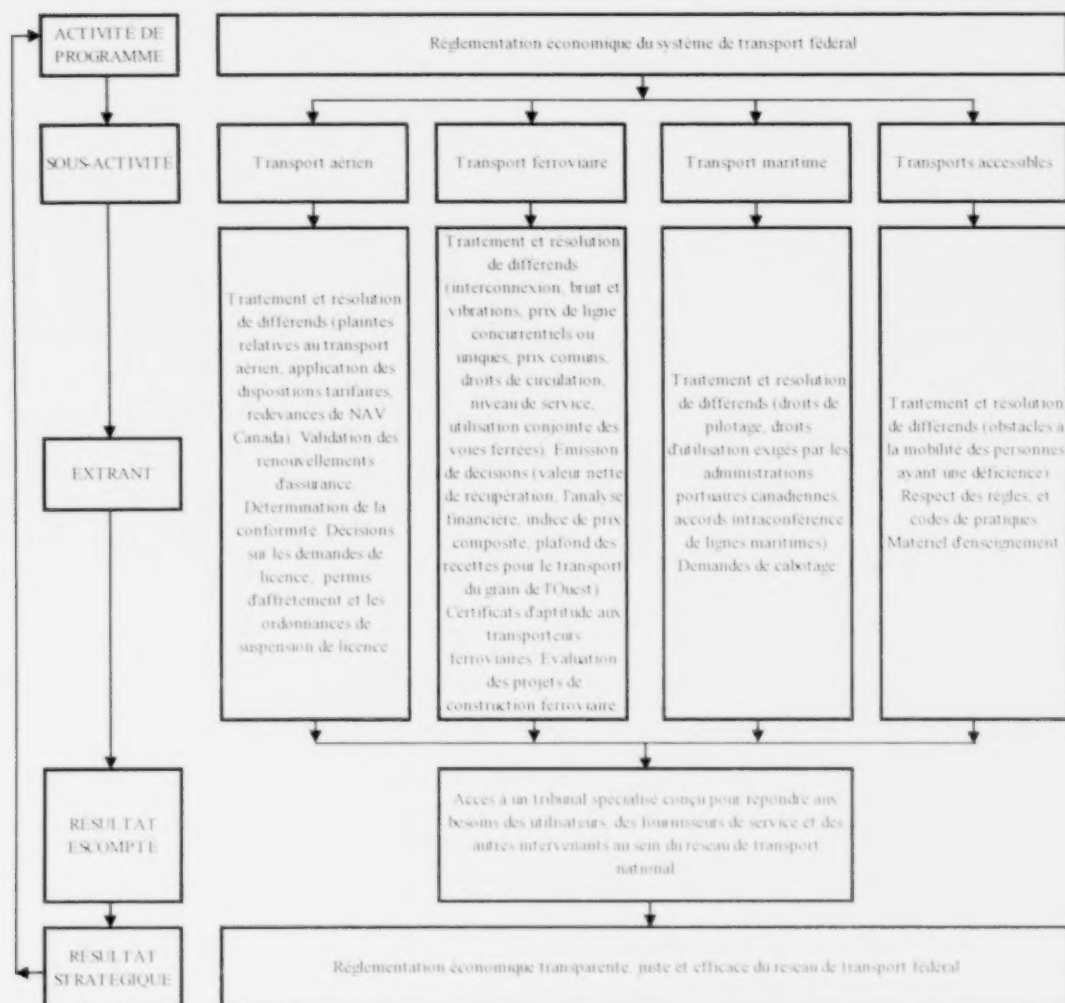 ACTIVITÉ DE
PROGRAMME
Réglementation économique du système de transport fédéral
SOUS-ACTIVITÉ
Transport aérien
Transport ferroviaire
Transport maritime
Transports accessibles
EXTRANT
Traitement et résolution
de différends (plaintes
relatives au transport
aérien, application des
dispositions tarifaires,
redevances de NAV
Canada). Validation des
renouvellements
d'assurance.
Détermination de la
conformité. Décisions
sur les demandes de
licence, permis
d'affrètement et les
ordonnances de
suspension de licence
Traitement et résolution
de différends
(interconnexion, bruit et
vibrations, prix de ligne
concurrentiels ou
uniques, prix comuns,
droits de circulation,
niveau de service,
utilisation conjointe des
voies ferrées). Émission
de décisions (valeur nette
de récupération, l'analyse
financière, indice de prix
composite, plafond des
recettes pour le transport
du grain de l'Ouest).
Certificats d'aptitude aux
transporteurs
ferroviaires. Évaluation
des projets de
construction ferroviaire
Traitement et résolution
de différends (droits de
pilotage, droits
d'utilisation exigés par les
administrations
portuaires canadiennes,
accords intraconférence
de lignes maritimes).
Demandes de cabotage
Traitement et résolution
de différends (obstacles à
la mobilité des personnes
ayant une déficience).
Respect des règles, et
codes de pratiques.
Matériel d'enseignement
RÉSULTAT
ESCOMPTÉ
Accès à un tribunal spécialisé conçu pour répondre aux
besoins des utilisateurs, des fournisseurs de service et des
autres intervenants au sein du réseau de transport
national
RÉSULTAT
STRATÉGIQUE
Réglementation économique transparente, juste et efficace du réseau de transport fédéral